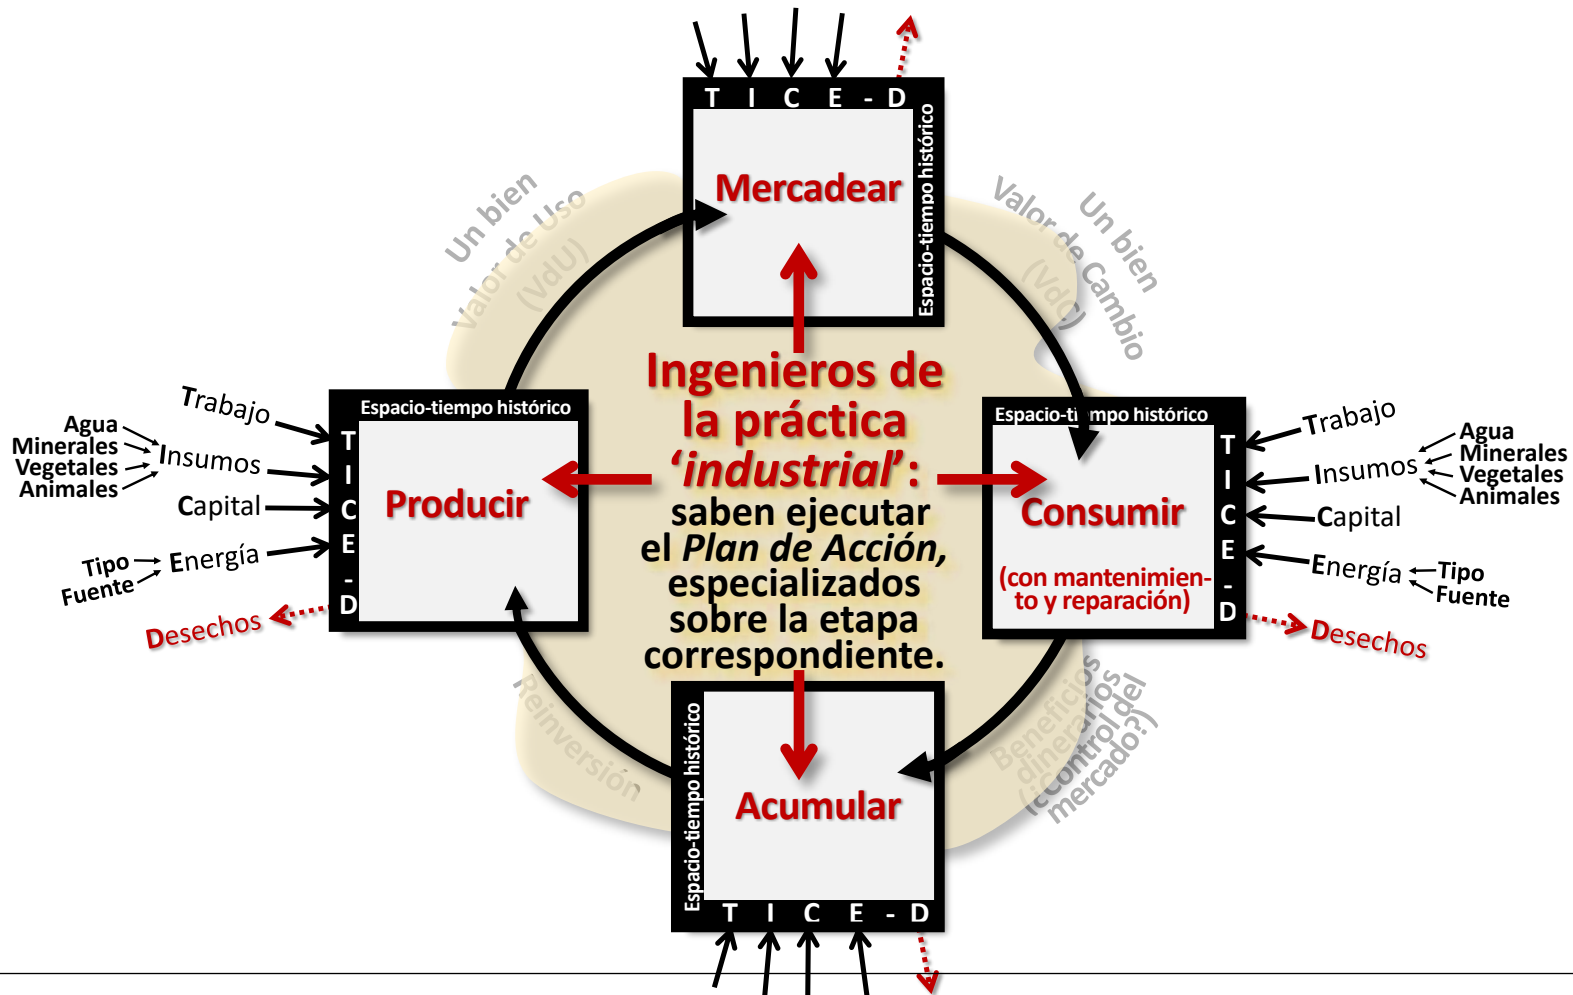 T I C E - D
Espacio-tiempo histórico
Mercadear
Un bien
Valor de Uso
(VdU)
Un bien
Valor de Cambio
(VdC)
Ingenieros de
la práctica
‘industrial’:
saben ejecutar
el Plan de Acción,
especializados
sobre la etapa
correspondiente.
Espacio-tiempo histórico
Producir
T
I
C
E
-
D
Trabajo
Agua
Minerales
Vegetales
Animales
Insumos
Capital
Tipo
Fuente
Energía
Desechos
Espacio-tiempo histórico
Consumir
(con mantenimien-
to y reparación)
T
I
C
E
-
D
Trabajo
Insumos
Agua
Minerales
Vegetales
Animales
Capital
Energía
Tipo
Fuente
Desechos
Reinversión
Beneficios
dinerarios
(¿Control del
mercado?)
Espacio-tiempo histórico
Acumular
T I C E - D